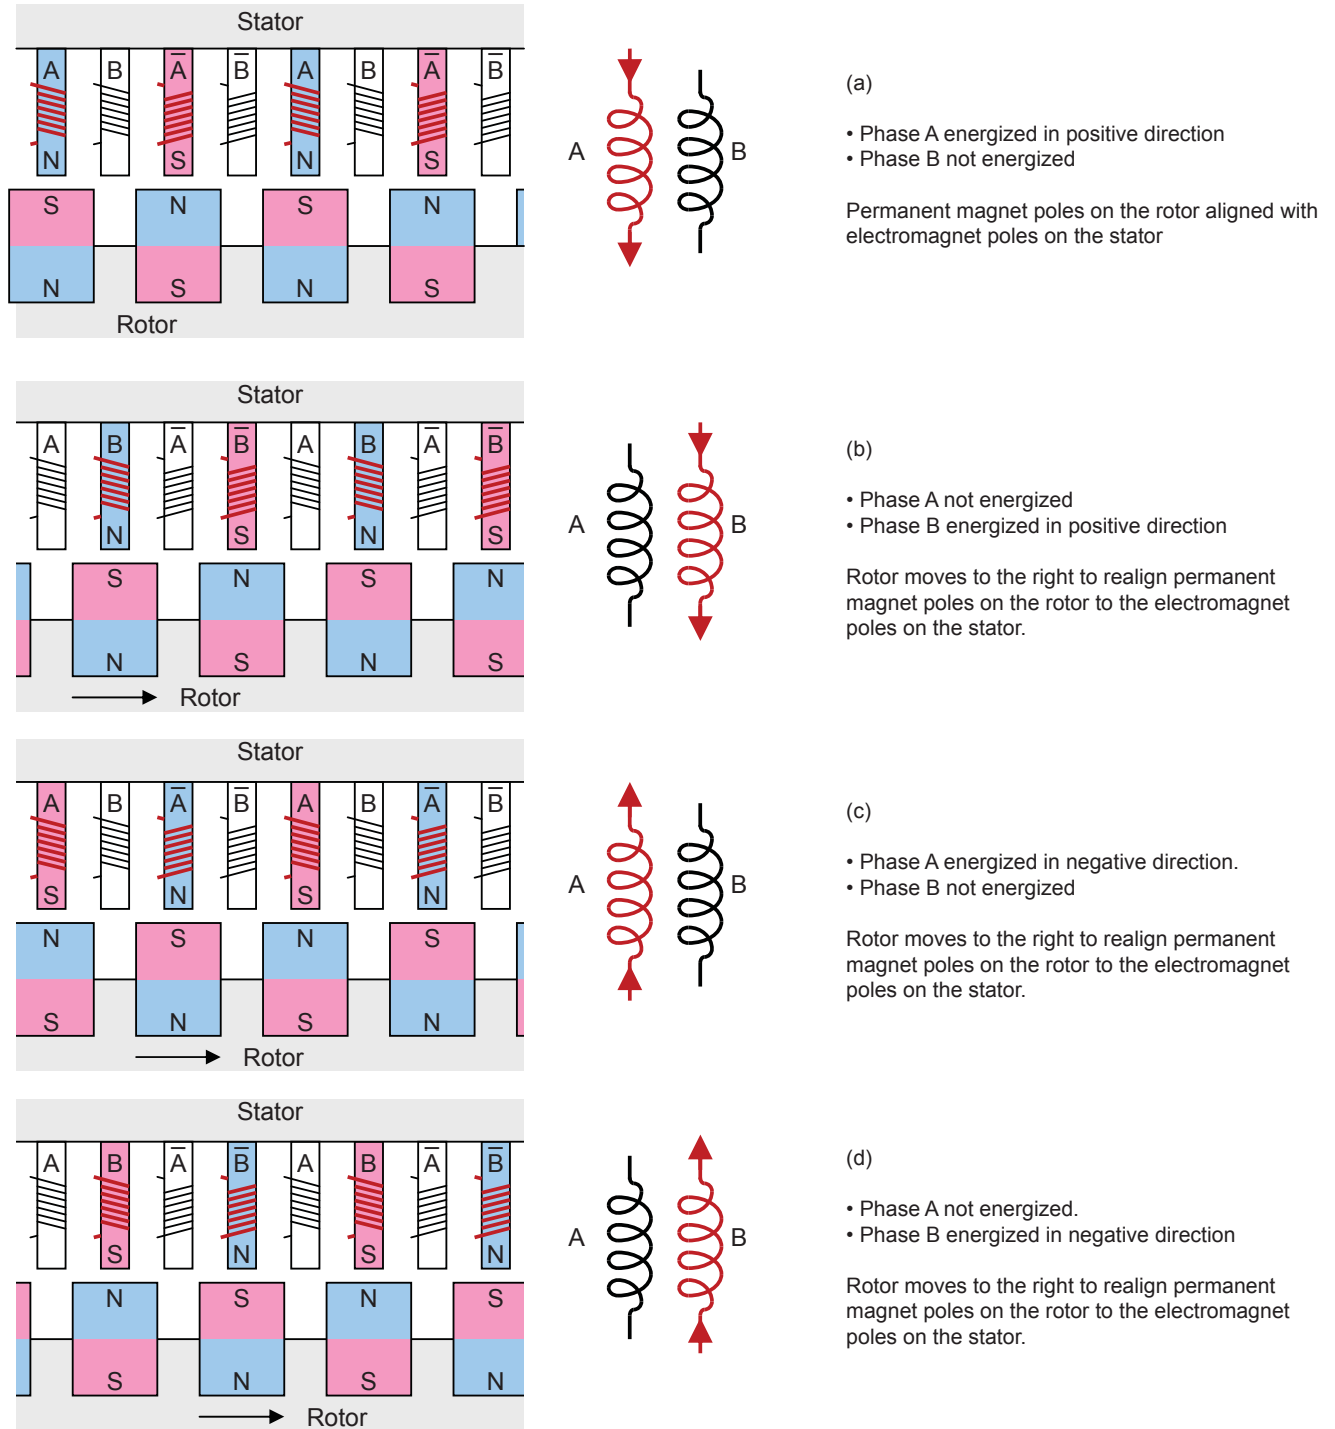 Stator
A B A̅ B̅ A B A̅ B̅
N S N S
S N S N
N S N S
Rotor
A B
(a)
• Phase A energized in positive direction
• Phase B not energized
Permanent magnet poles on the rotor aligned with
electromagnet poles on the stator
Stator
A B A̅ B̅ A B A̅ B̅
N S N S
S N S N
N S N S
Rotor
A B
(b)
• Phase A not energized
• Phase B energized in positive direction
Rotor moves to the right to realign permanent
magnet poles on the rotor to the electromagnet
poles on the stator.
Stator
A B A̅ B̅ A B A̅ B̅
S N S N
N S N S
S N S N
Rotor
A B
(c)
• Phase A energized in negative direction.
• Phase B not energized
Rotor moves to the right to realign permanent
magnet poles on the rotor to the electromagnet
poles on the stator.
Stator
A B A̅ B̅ A B A̅ B̅
S N S N
N S N S
S N S N
Rotor
A B
(d)
• Phase A not energized.
• Phase B energized in negative direction
Rotor moves to the right to realign permanent
magnet poles on the rotor to the electromagnet
poles on the stator.